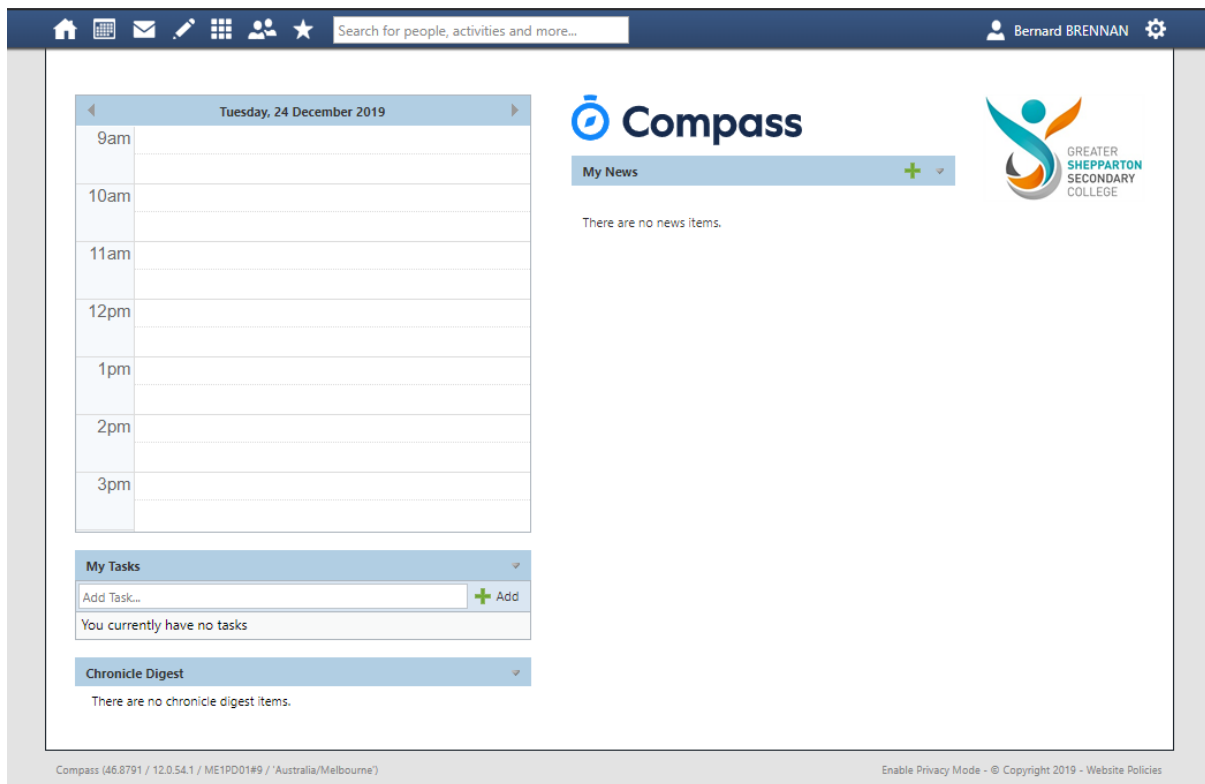 Search for people, activities and more...
Bernard BRENNAN
Tuesday, 24 December 2019
9am
10am
11am
12pm
1pm
2pm
3pm
My Tasks
Add Task...
Add
You currently have no tasks
Chronicle Digest
There are no chronicle digest items.
Compass
My News
There are no news items.
GREATER
SHEPPARTON
SECONDARY
COLLEGE
Compass (46.8791 / 12.0.54.1 / ME1PD01#9 / 'Australia/Melbourne')
Enable Privacy Mode - © Copyright 2019 - Website Policies